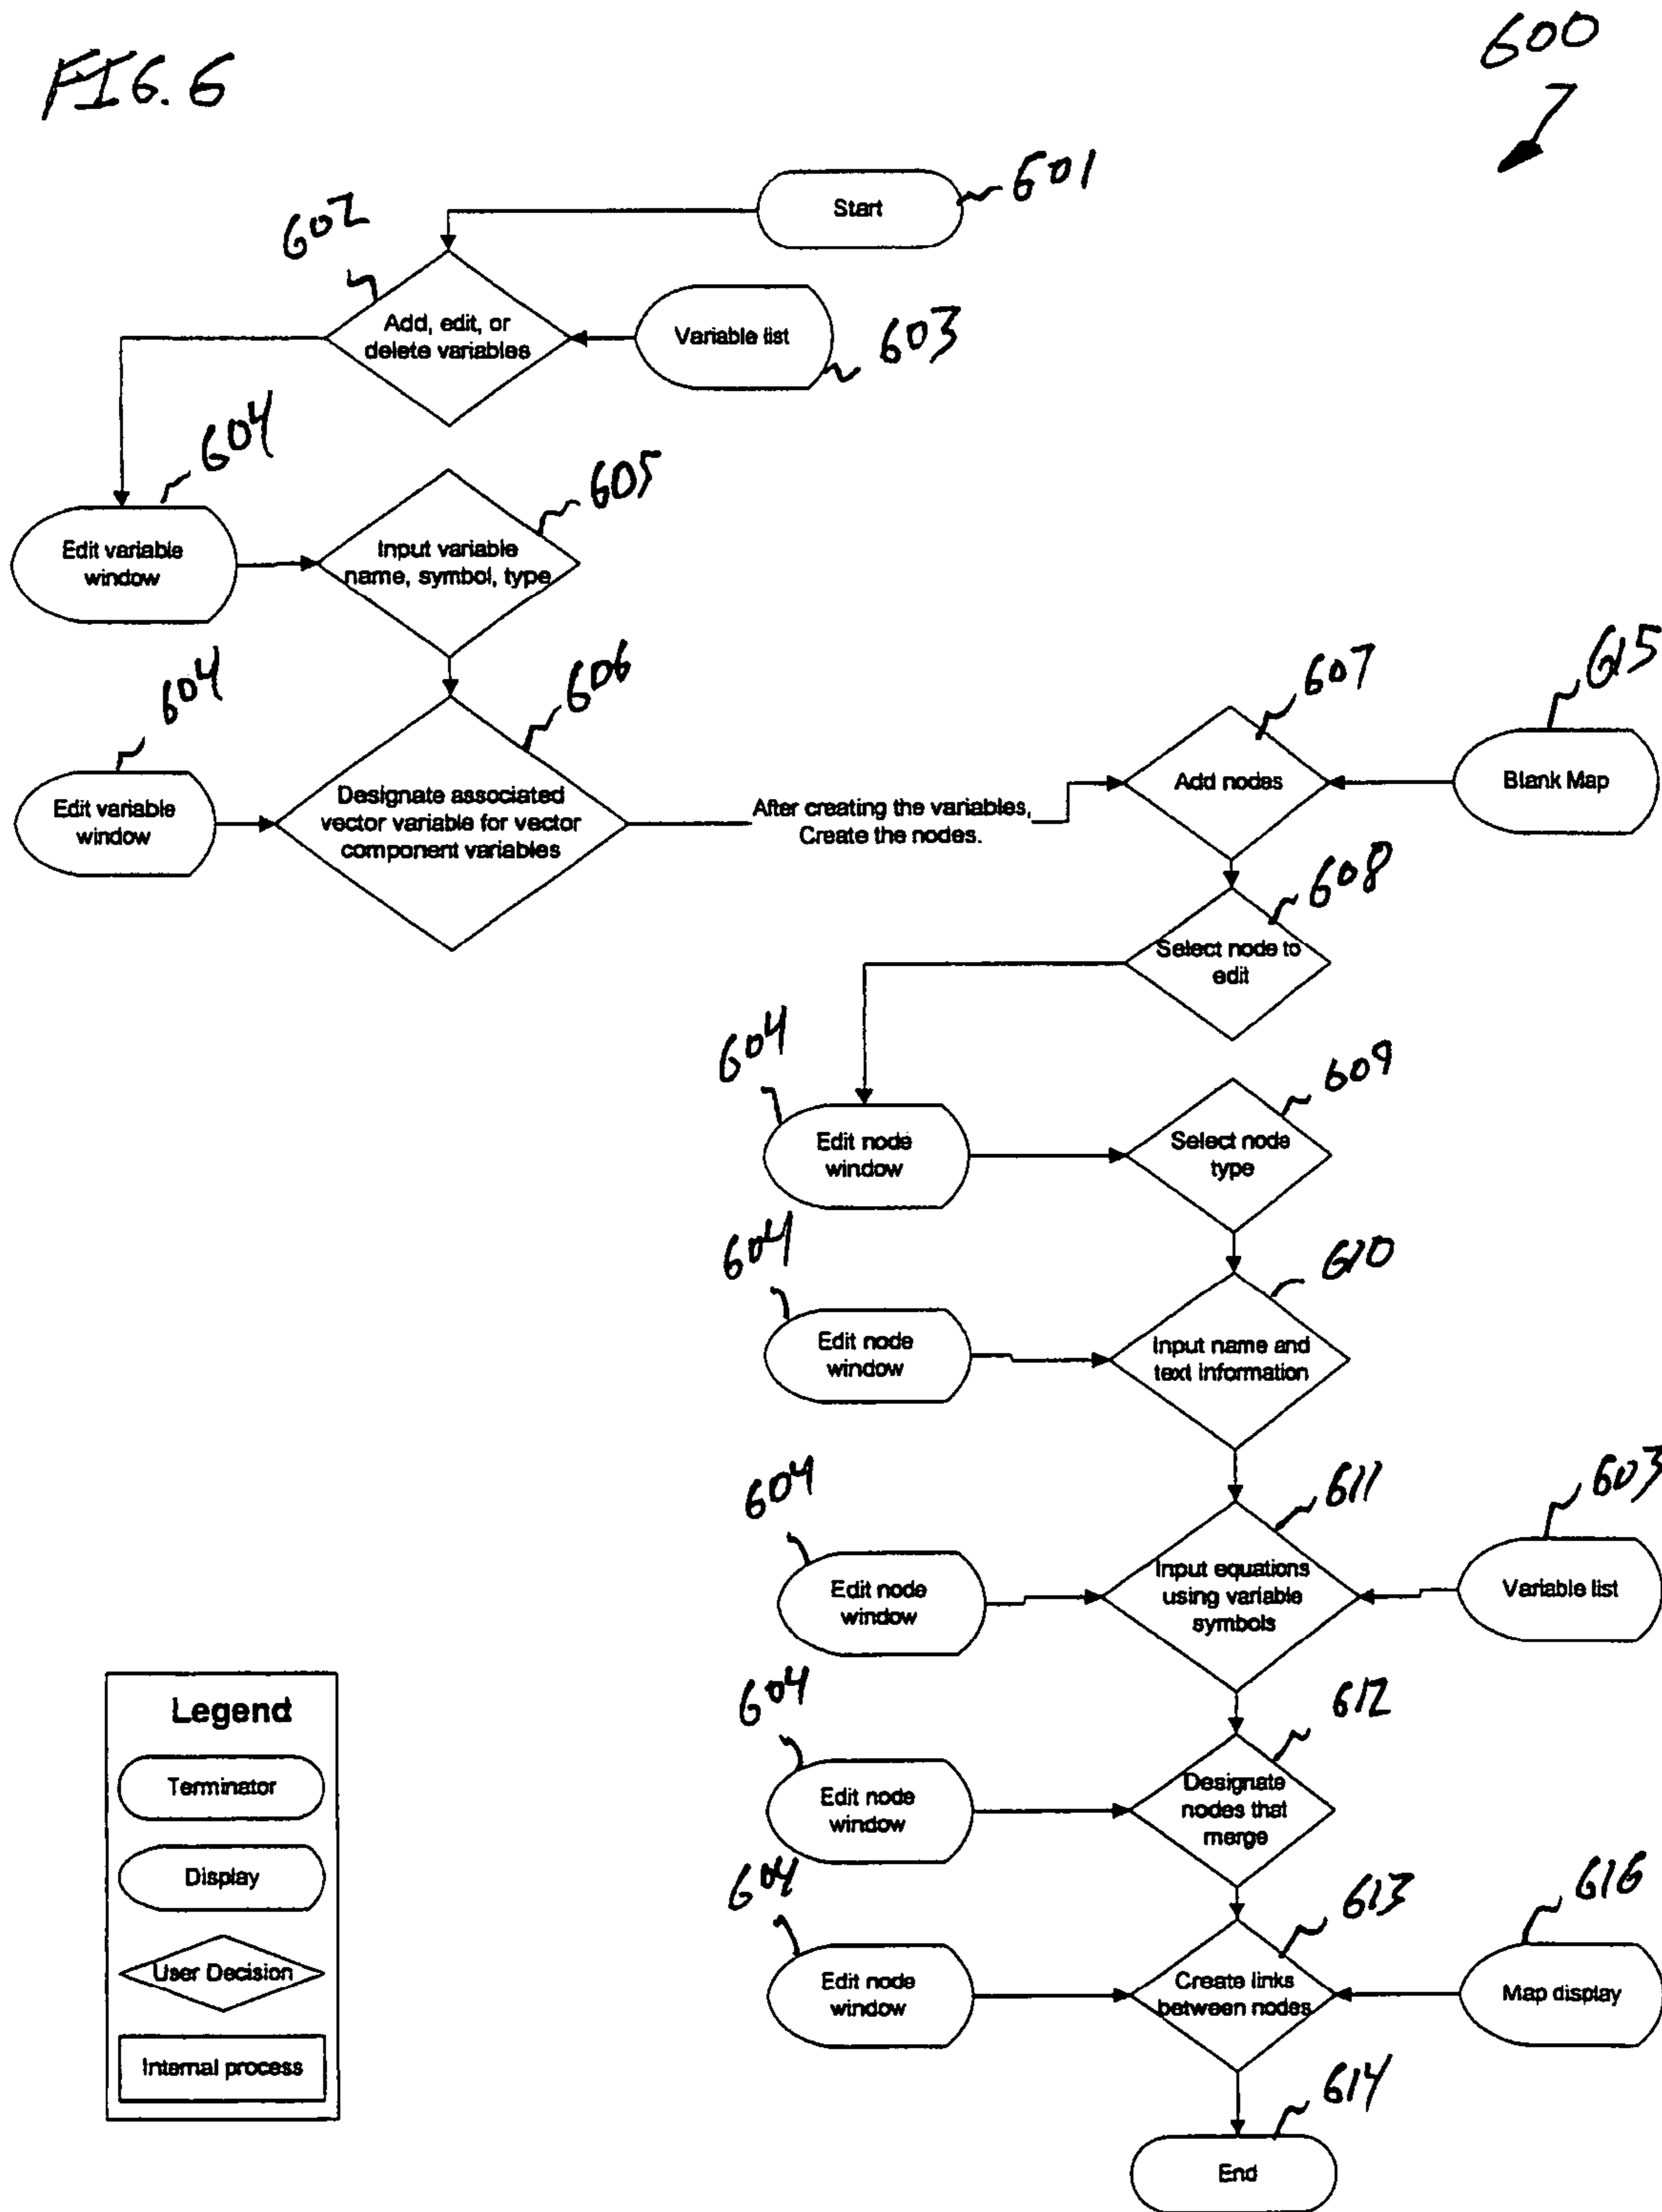 FIG. 6
600
Start
601
602
Add, edit, or
delete variables
Variable list
603
604
Edit variable
window
605
Input variable
name, symbol, type
604
Edit variable
window
606
Designate associated
vector variable for vector
component variables
After creating the variables,
Create the nodes.
607
Add nodes
615
Blank Map
608
Select node to
edit
604
Edit node
window
609
Select node
type
604
Edit node
window
610
Input name and
text information
604
Edit node
window
611
Input equations
using variable
symbols
603
Variable list
604
Edit node
window
612
Designate
nodes that
merge
604
Edit node
window
613
Create links
between nodes
616
Map display
614
End
Legend
Terminator
Display
User Decision
Internal process